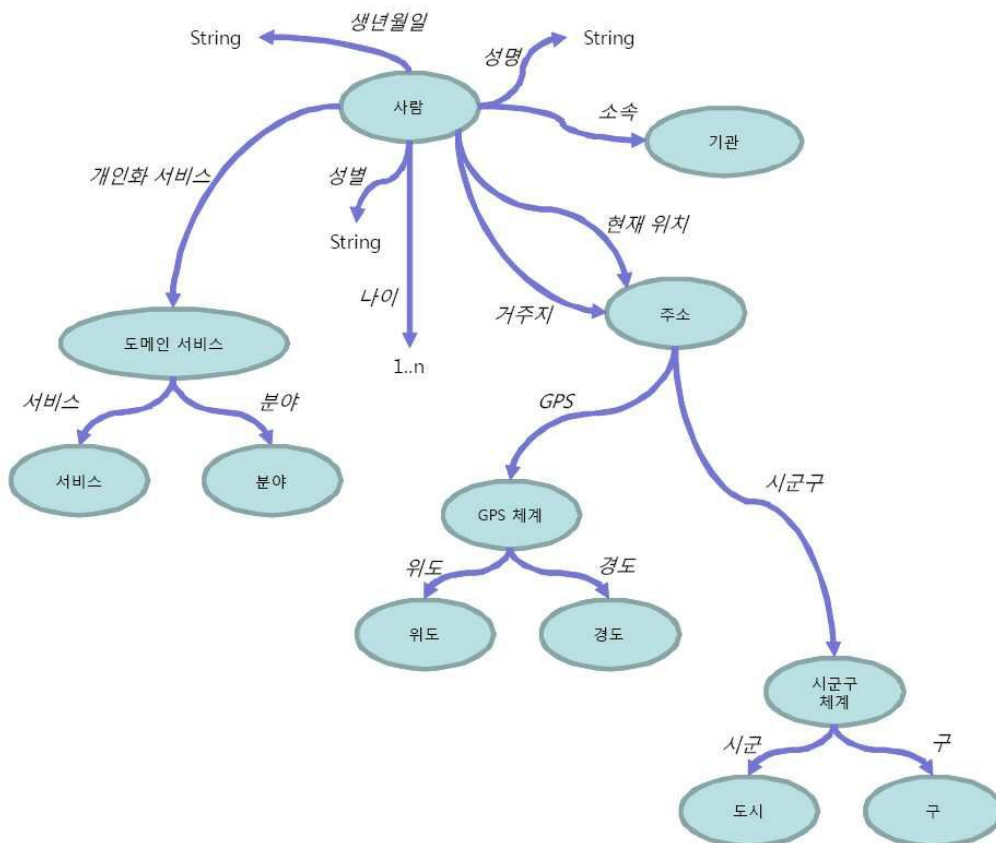 생년월일
String
성명
String
사람
소속
기관
개인화 서비스
성별
String
현재 위치
나이
거주지
주소
도메인 서비스
1..n
서비스
분야
GPS
서비스
분야
시군구
GPS 체계
위도
경도
위도
경도
시군구
체계
시군
구
도시
구